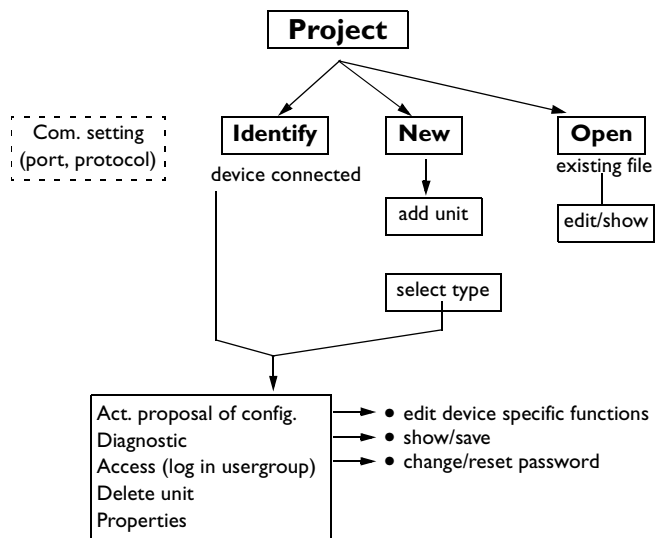 Project
Com. setting
(port, protocol)
Identify
device connected
New
add unit
select type
Open
existing file
edit/show
Act. proposal of config.
Diagnostic
Access (log in usergroup)
Delete unit
Properties
• edit device specific functions
• show/save
• change/reset password